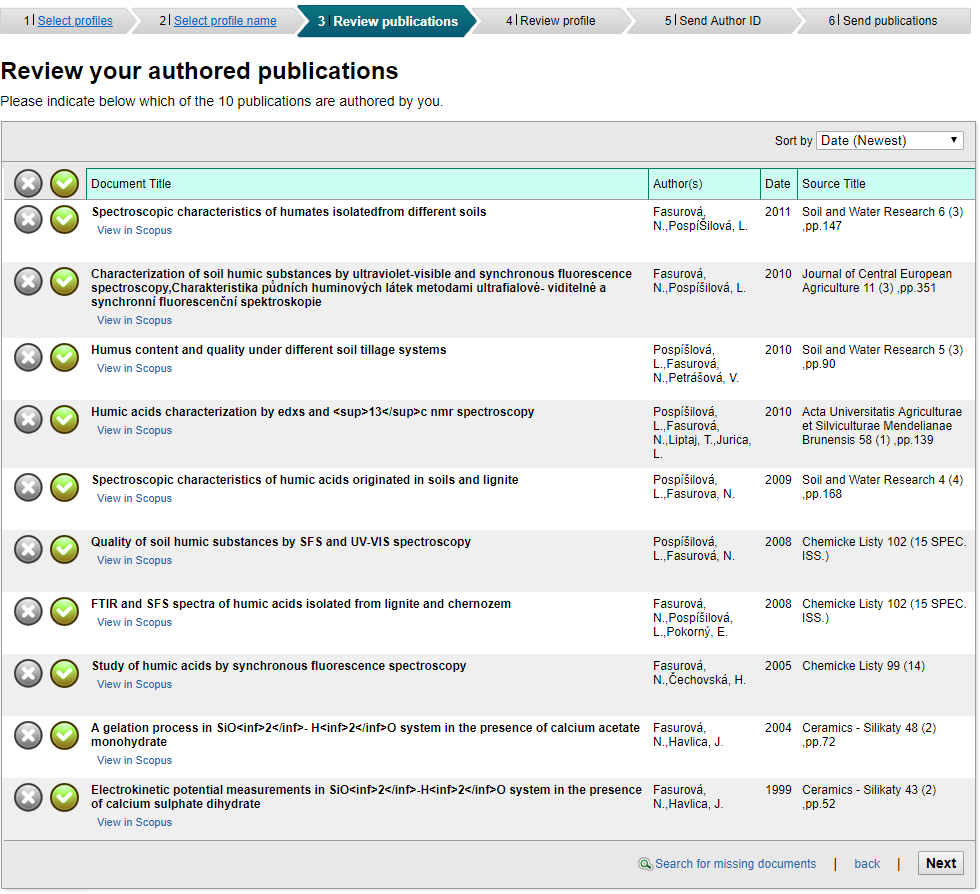 1 Select profiles 2 Select profile name 3 Review publications 4 Review profile 5 Send Author ID 6 Send publications
Review your authored publications
Please indicate below which of the 10 publications are authored by you.
Sort by Date (Newest)
Document Title Author(s) Date Source Title
Spectroscopic characteristics of humates isolatedfrom different soils
View in Scopus
Fasurová,
N.,PospíŠilová, L.
2011
Soil and Water Research 6 (3)
,pp.147
Characterization of soil humic substances by ultraviolet-visible and synchronous fluorescence
spectroscopy,Charakteristika půdních huminových látek metodami ultrafialové- viditelné a
synchronní fluorescenční spektroskopie
View in Scopus
Fasurová,
N.,Pospíšilová, L.
2010
Journal of Central European
Agriculture 11 (3) ,pp.351
Humus content and quality under different soil tillage systems
View in Scopus
Pospíšlová,
L.,Fasurová,
N.,Petrášová, V.
2010
Soil and Water Research 5 (3)
,pp.90
Humic acids characterization by edxs and <sup>13</sup>c nmr spectroscopy
View in Scopus
Pospíšilová,
L.,Fasurová,
N.,Liptaj, T.,Jurica,
L.
2010
Acta Universitatis Agriculturae
et Silviculturae Mendelianae
Brunensis 58 (1) ,pp.139
Spectroscopic characteristics of humic acids originated in soils and lignite
View in Scopus
Pospíšilová,
L.,Fasurova, N.
2009
Soil and Water Research 4 (4)
,pp.168
Quality of soil humic substances by SFS and UV-VIS spectroscopy
View in Scopus
Pospíšilová,
L.,Fasurová, N.
2008
Chemicke Listy 102 (15 SPEC.
ISS.)
FTIR and SFS spectra of humic acids isolated from lignite and chernozem
View in Scopus
Fasurová,
N.,Pospíšilová,
L.,Pokorný, E.
2008
Chemicke Listy 102 (15 SPEC.
ISS.)
Study of humic acids by synchronous fluorescence spectroscopy
View in Scopus
Fasurová,
N.,Čechovská, H.
2005
Chemicke Listy 99 (14)
A gelation process in SiO<inf>2</inf>- H<inf>2</inf>O system in the presence of calcium acetate
monohydrate
View in Scopus
Fasurová,
N.,Havlica, J.
2004
Ceramics - Silikaty 48 (2)
,pp.72
Electrokinetic potential measurements in SiO<inf>2</inf>-H<inf>2</inf>O system in the presence
of calcium sulphate dihydrate
View in Scopus
Fasurová,
N.,Havlica, J.
1999
Ceramics - Silikaty 43 (2)
,pp.52
Search for missing documents | back | Next